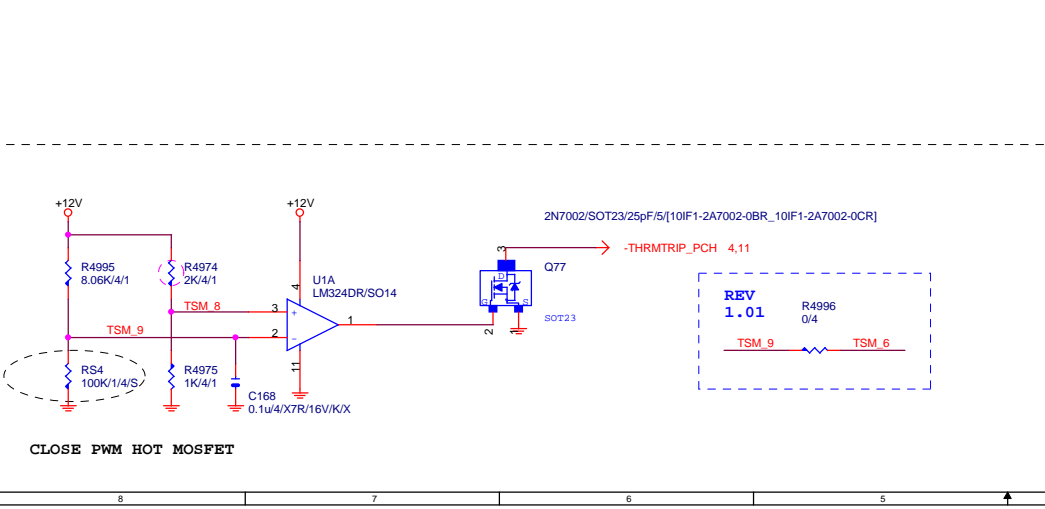 +12V
+12V
2N7002/SOT23/25pF/5/[10IF1-2A7002-0BR_10IF1-2A7002-0CR]
3
-THRMTRIP_PCH 4,11
R4995
8.06K/4/1
R4974
2K/4/1
U1A
LM324DR/SO14
4
D
Q77
G
S
SOT23
2
1
REV
1.01
R4996
0/4
TSM_9
TSM_6
TSM_8
3
+
1
TSM_9
2
-
11
RS4
100K/1/4/S
R4975
1K/4/1
C168
0.1u/4/X7R/16V/K/X
CLOSE PWM HOT MOSFET
8
7
6
5